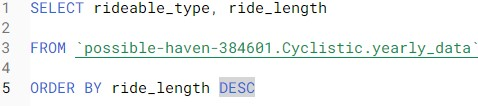 1 SELECT rideable_type, ride_length
2
3 FROM `possible-haven-384601.Cyclistic.yearly_data`
4
5 ORDER BY ride_length DESC